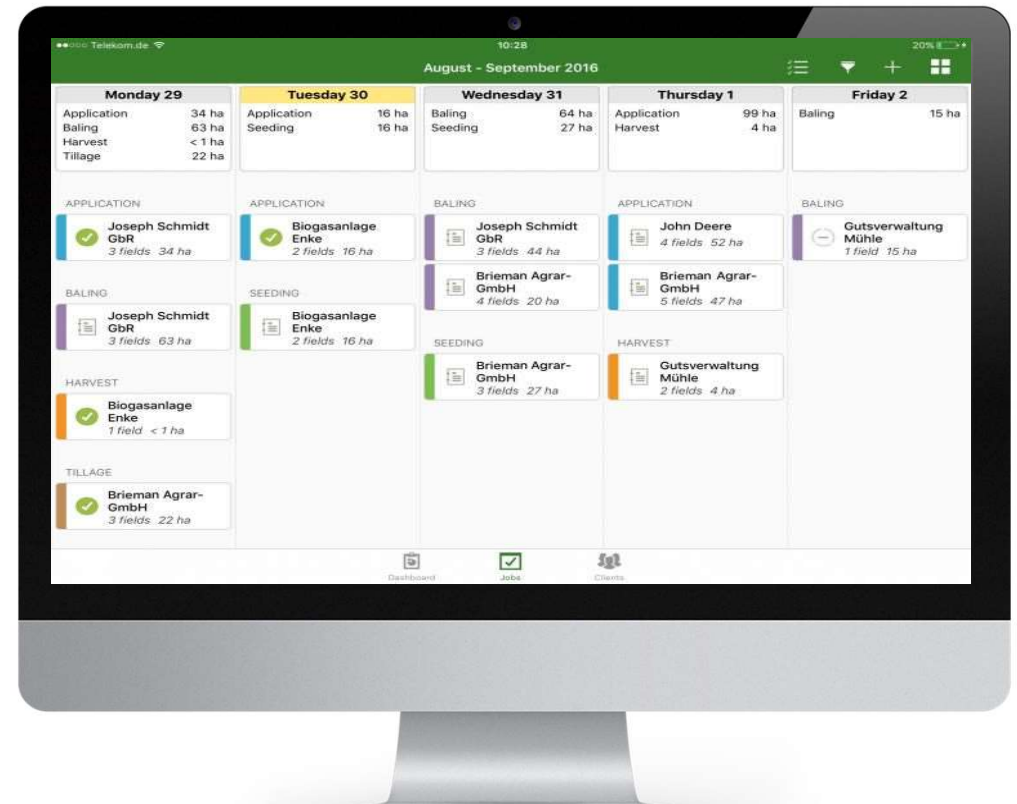 Telekom.de 10:28 20%
August - September 2016
Monday 29
Application 34 ha
Baling 63 ha
Harvest < 1 ha
Tillage 22 ha
APPLICATION
Joseph Schmidt
GbR
3 fields 34 ha
BALING
Joseph Schmidt
GbR
3 fields 63 ha
HARVEST
Biogasanlage
Enke
1 field < 1 ha
TILLAGE
Brieman Agrar-
GmbH
3 fields 22 ha
Tuesday 30
Application 16 ha
Seeding 16 ha
APPLICATION
Biogasanlage
Enke
2 fields 16 ha
SEEDING
Biogasanlage
Enke
2 fields 16 ha
Wednesday 31
Baling 64 ha
Seeding 27 ha
BALING
Joseph Schmidt
GbR
3 fields 44 ha
Brieman Agrar-
GmbH
4 fields 20 ha
SEEDING
Brieman Agrar-
GmbH
3 fields 27 ha
Thursday 1
Application 99 ha
Harvest 4 ha
APPLICATION
John Deere
4 fields 52 ha
Brieman Agrar-
GmbH
5 fields 47 ha
HARVEST
Gutsverwaltung
Mühle
2 fields 4 ha
Friday 2
Baling 15 ha
BALING
Gutsverwaltung
Mühle
1 field 15 ha
Dashboard Jobs Clients